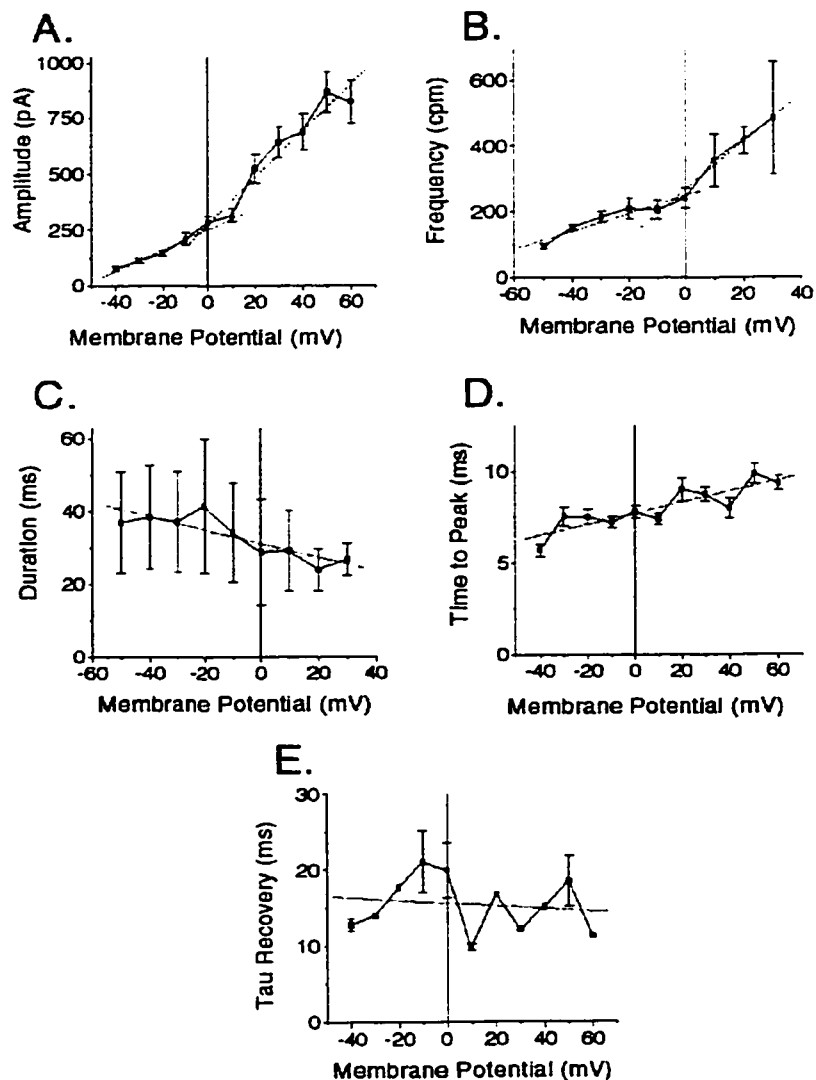 A.
Amplitude (pA)
1000
750
500
250
0
-40 -20 0 20 40 60
Membrane Potential (mV)
B.
Frequency (cpm)
600
400
200
0
-60 -40 -20 0 20 40
Membrane Potential (mV)
C.
Duration (ms)
60
40
20
0
-60 -40 -20 0 20 40
Membrane Potential (mV)
D.
Time to Peak (ms)
10
5
0
-40 -20 0 20 40 60
Membrane Potential (mV)
E.
Tau Recovery (ms)
30
20
10
0
-40 -20 0 20 40 60
Membrane Potential (mV)